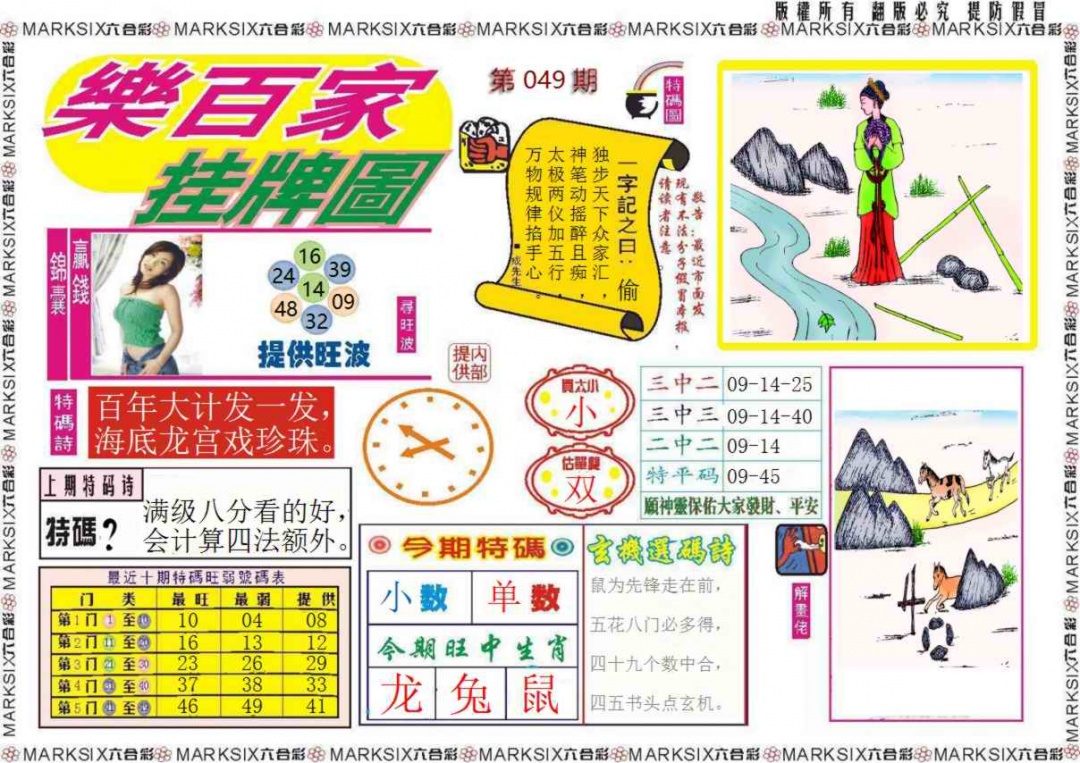 版權所有 翻版必究 提防假冒
MARKSIX六合彩 MARKSIX六合彩 MARKSIX六合彩 MARKSIX六合彩 MARKSIX六合彩 MARKSIX六合彩 MARKSIX六合彩
樂百家
挂牌圖
第 049 期
特碼圖
一字記之曰：偷
独步天下众家汇，
神笔动摇醉且痴，
太极两仪加五行，
万物规律掐手心。
■成先生
敬告：最近市面发
现有不法分子假冒本报，
请读者注意。
赢錢
錦囊
16
24
39
14
48
09
32
提供旺波
尋旺波
内部
提供
特碼詩
百年大计发一发，
海底龙宫戏珍珠。
買大小
小
估單雙
双
三中二 09-14-25
三中三 09-14-40
二中二 09-14
特平码 09-45
願神靈保佑大家發財、平安
上期特码诗
特碼?
满级八分看的好，
会计算四法额外。
最近十期特碼旺弱號碼表
门 类 最旺 最弱 提供
第1门 1 至 10 04 08
第2门 11 至 16 13 12
第3门 21 至 30 23 26 29
第4门 至 40 37 38 33
第5门 至 46 49 41
今期特碼
小数 单数
今期旺中生肖
龙 兔 鼠
玄機選碼詩
鼠为先锋走在前，
五花八门必多得，
四十九个数中合，
四五书头点玄机。
解畫佬
MARKSIX六合彩 MARKSIX六合彩 MARKSIX六合彩 MARKSIX六合彩 MARKSIX六合彩 MARKSIX六合彩 MARKSIX六合彩